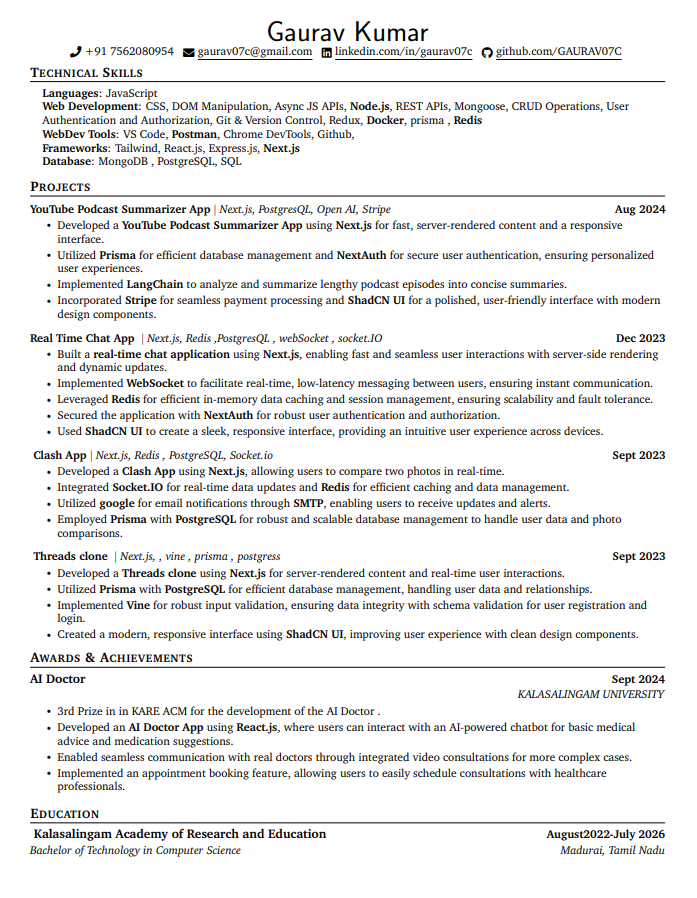 Gaurav Kumar
+91 7562080954 gaurav07c@gmail.com linkedin.com/in/gaurav07c github.com/GAURAV07C
Technical Skills
Languages: JavaScript
Web Development: CSS, DOM Manipulation, Async JS APIs, Node.js, REST APIs, Mongoose, CRUD Operations, User
Authentication and Authorization, Git & Version Control, Redux, Docker, prisma , Redis
WebDev Tools: VS Code, Postman, Chrome DevTools, Github,
Frameworks: Tailwind, React.js, Express.js, Next.js
Database: MongoDB , PostgreSQL, SQL
Projects
YouTube Podcast Summarizer App | Next.js, PostgresQL, Open AI, Stripe Aug 2024
• Developed a YouTube Podcast Summarizer App using Next.js for fast, server-rendered content and a responsive
interface.
• Utilized Prisma for efficient database management and NextAuth for secure user authentication, ensuring personalized
user experiences.
• Implemented LangChain to analyze and summarize lengthy podcast episodes into concise summaries.
• Incorporated Stripe for seamless payment processing and ShadCN UI for a polished, user-friendly interface with modern
design components.
Real Time Chat App | Next.js, Redis ,PostgresQL , webSocket , socket.IO Dec 2023
• Built a real-time chat application using Next.js, enabling fast and seamless user interactions with server-side rendering
and dynamic updates.
• Implemented WebSocket to facilitate real-time, low-latency messaging between users, ensuring instant communication.
• Leveraged Redis for efficient in-memory data caching and session management, ensuring scalability and fault tolerance.
• Secured the application with NextAuth for robust user authentication and authorization.
• Used ShadCN UI to create a sleek, responsive interface, providing an intuitive user experience across devices.
Clash App | Next.js, Redis , PostgreSQL, Socket.io Sept 2023
• Developed a Clash App using Next.js, allowing users to compare two photos in real-time.
• Integrated Socket.IO for real-time data updates and Redis for efficient caching and data management.
• Utilized google for email notifications through SMTP, enabling users to receive updates and alerts.
• Employed Prisma with PostgreSQL for robust and scalable database management to handle user data and photo
comparisons.
Threads clone | Next.js, , vine , prisma , postgress Sept 2023
• Developed a Threads clone using Next.js for server-rendered content and real-time user interactions.
• Utilized Prisma with PostgreSQL for efficient database management, handling user data and relationships.
• Implemented Vine for robust input validation, ensuring data integrity with schema validation for user registration and
login.
• Created a modern, responsive interface using ShadCN UI, improving user experience with clean design components.
Awards & Achievements
AI Doctor Sept 2024
KALASALINGAM UNIVERSITY
• 3rd Prize in in KARE ACM for the development of the AI Doctor .
• Developed an AI Doctor App using React.js, where users can interact with an AI-powered chatbot for basic medical
advice and medication suggestions.
• Enabled seamless communication with real doctors through integrated video consultations for more complex cases.
• Implemented an appointment booking feature, allowing users to easily schedule consultations with healthcare
professionals.
Education
Kalasalingam Academy of Research and Education August2022-July 2026
Bachelor of Technology in Computer Science Madurai, Tamil Nadu